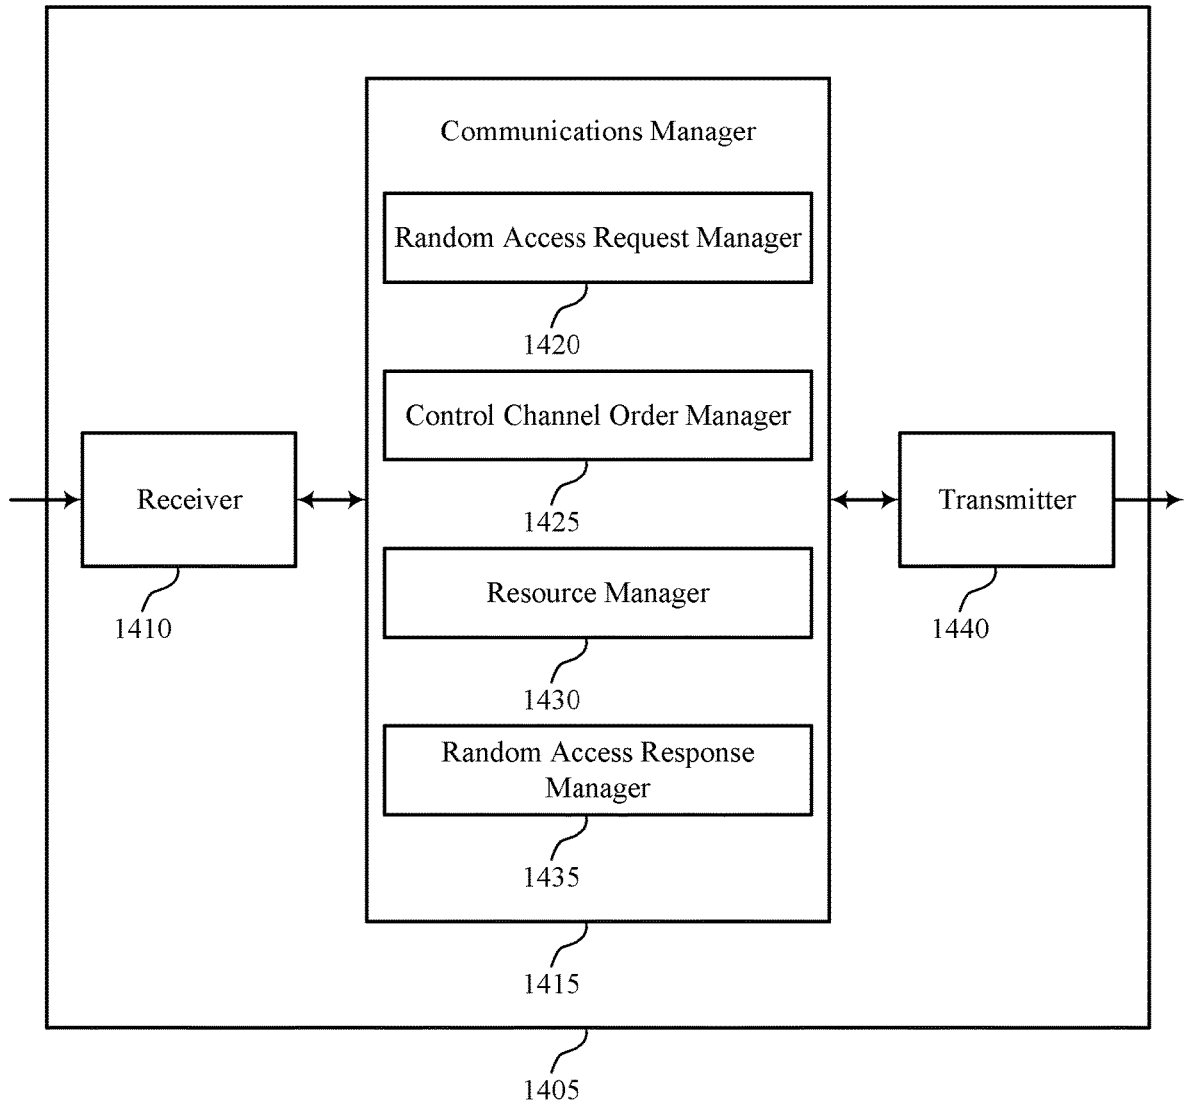 Communications Manager
Random Access Request Manager
1420
Control Channel Order Manager
1425
Receiver
1410
Transmitter
1440
Resource Manager
1430
Random Access Response
Manager
1435
1415
1405